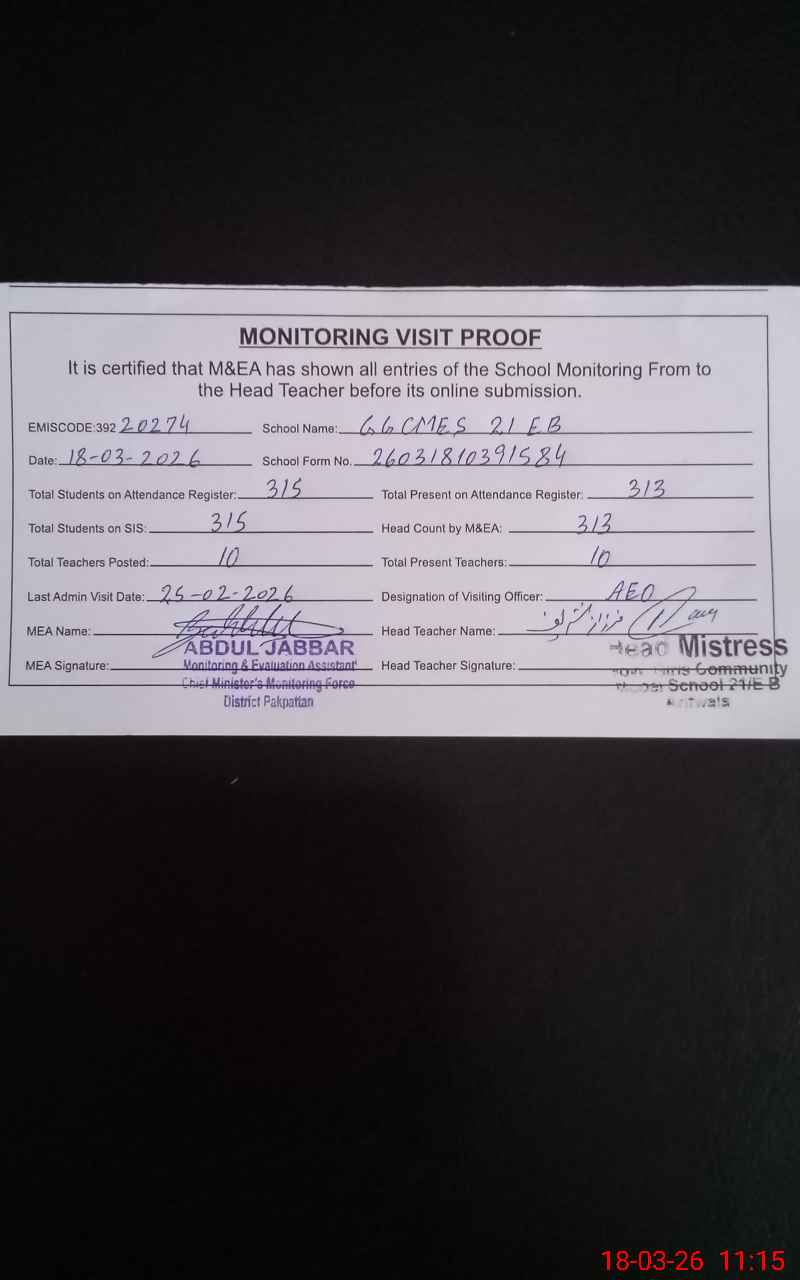 MONITORING VISIT PROOF
It is certified that M&EA has shown all entries of the School Monitoring From to
the Head Teacher before its online submission.
EMISCODE:392 20274 School Name: GGCMES 21 EB
Date: 18-03-2026 School Form No. 26031810391584
Total Students on Attendance Register: 315 Total Present on Attendance Register: 313
Total Students on SIS: 315 Head Count by M&EA: 313
Total Teachers Posted: 10 Total Present Teachers: 10
Last Admin Visit Date: 25-02-2026 Designation of Visiting Officer: AEO
MEA Name: Head Teacher Name:
ABDUL JABBAR Head Mistress
MEA Signature: Monitoring & Evaluation Assistant Head Teacher Signature: Community
Chief Minister's Monitoring Force School 21/E B
District Pakpattan
18-03-26 11:15